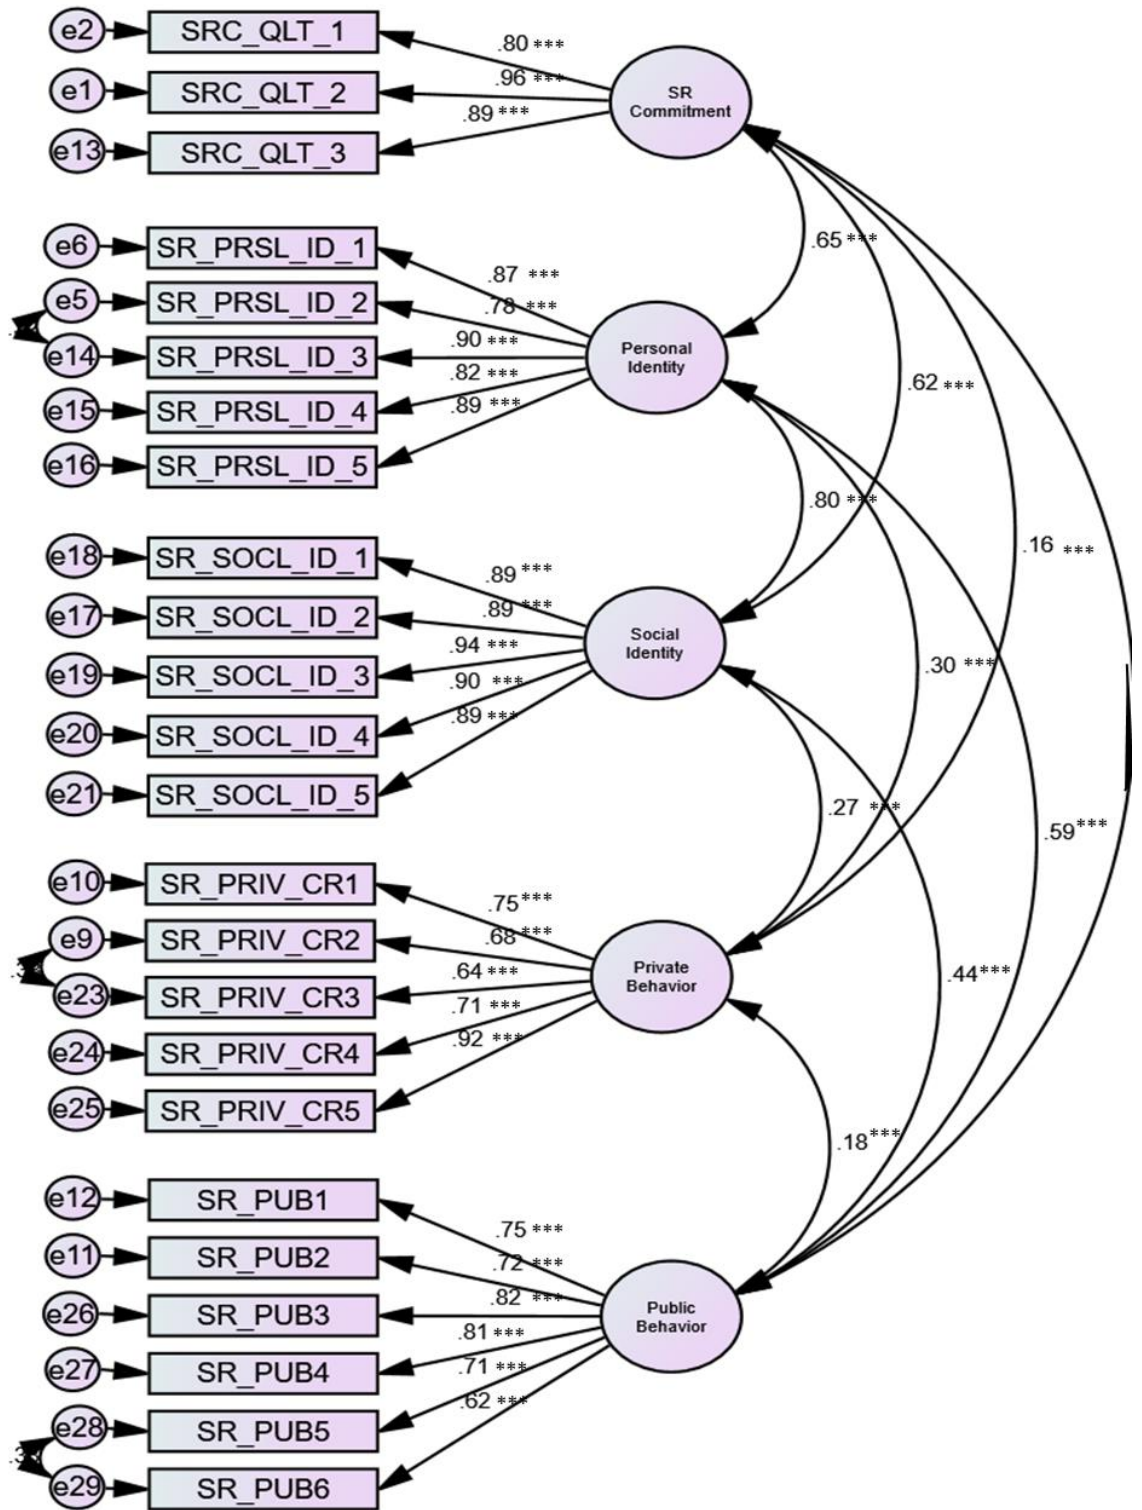 e2 SRC_QLT_1
.80 ***
e1 SRC_QLT_2
.96 ***
e13 SRC_QLT_3
.89 ***
SR
Commitment
e6 SR_PRSL_ID_1
.87 ***
e5 SR_PRSL_ID_2
.78 ***
e14 SR_PRSL_ID_3
.90 ***
e15 SR_PRSL_ID_4
.82 ***
e16 SR_PRSL_ID_5
.89 ***
Personal
Identity
e18 SR_SOCL_ID_1
.89 ***
e17 SR_SOCL_ID_2
.89 ***
e19 SR_SOCL_ID_3
.94 ***
e20 SR_SOCL_ID_4
.90 ***
e21 SR_SOCL_ID_5
.89 ***
Social
Identity
e10 SR_PRIV_CR1
.75 ***
e9 SR_PRIV_CR2
.68 ***
e23 SR_PRIV_CR3
.64 ***
e24 SR_PRIV_CR4
.71 ***
e25 SR_PRIV_CR5
.92 ***
Private
Behavior
e12 SR_PUB1
.75 ***
e11 SR_PUB2
.72 ***
e26 SR_PUB3
.82 ***
e27 SR_PUB4
.81 ***
e28 SR_PUB5
.71 ***
e29 SR_PUB6
.62 ***
Public
Behavior
.65 ***
.62 ***
.80 ***
.16 ***
.30 ***
.27 ***
.59 ***
.44 ***
.18 ***